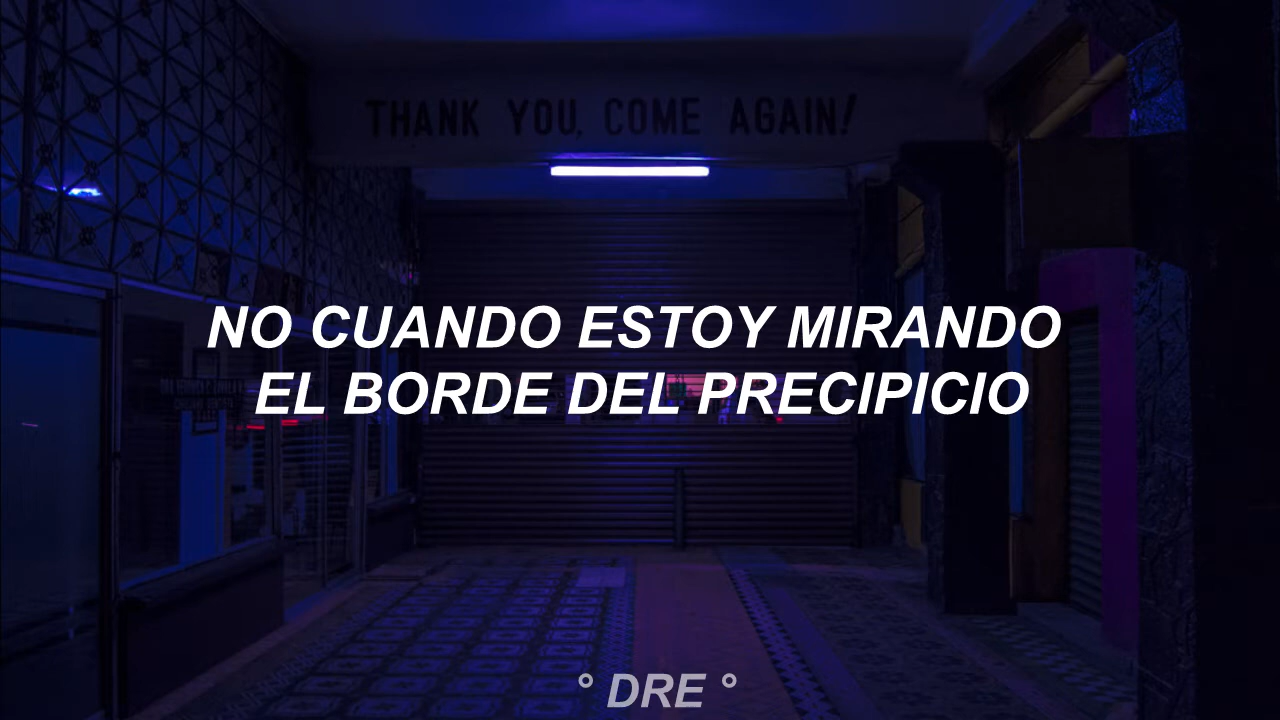 THANK YOU, COME AGAIN!
NO CUANDO ESTOY MIRANDO
EL BORDE DEL PRECIPICIO
° DRE °